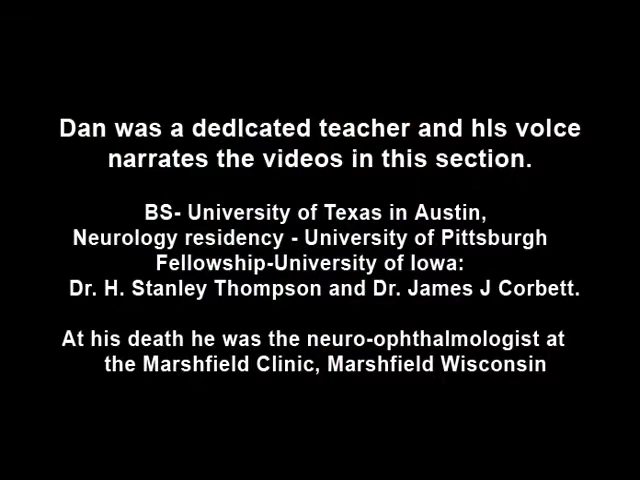 Dan was a dedicated teacher and his voice
narrates the videos in this section.
BS- University of Texas in Austin,
Neurology residency - University of Pittsburgh
Fellowship-University of Iowa:
Dr. H. Stanley Thompson and Dr. James J Corbett.
At his death he was the neuro-ophthalmologist at
the Marshfield Clinic, Marshfield Wisconsin